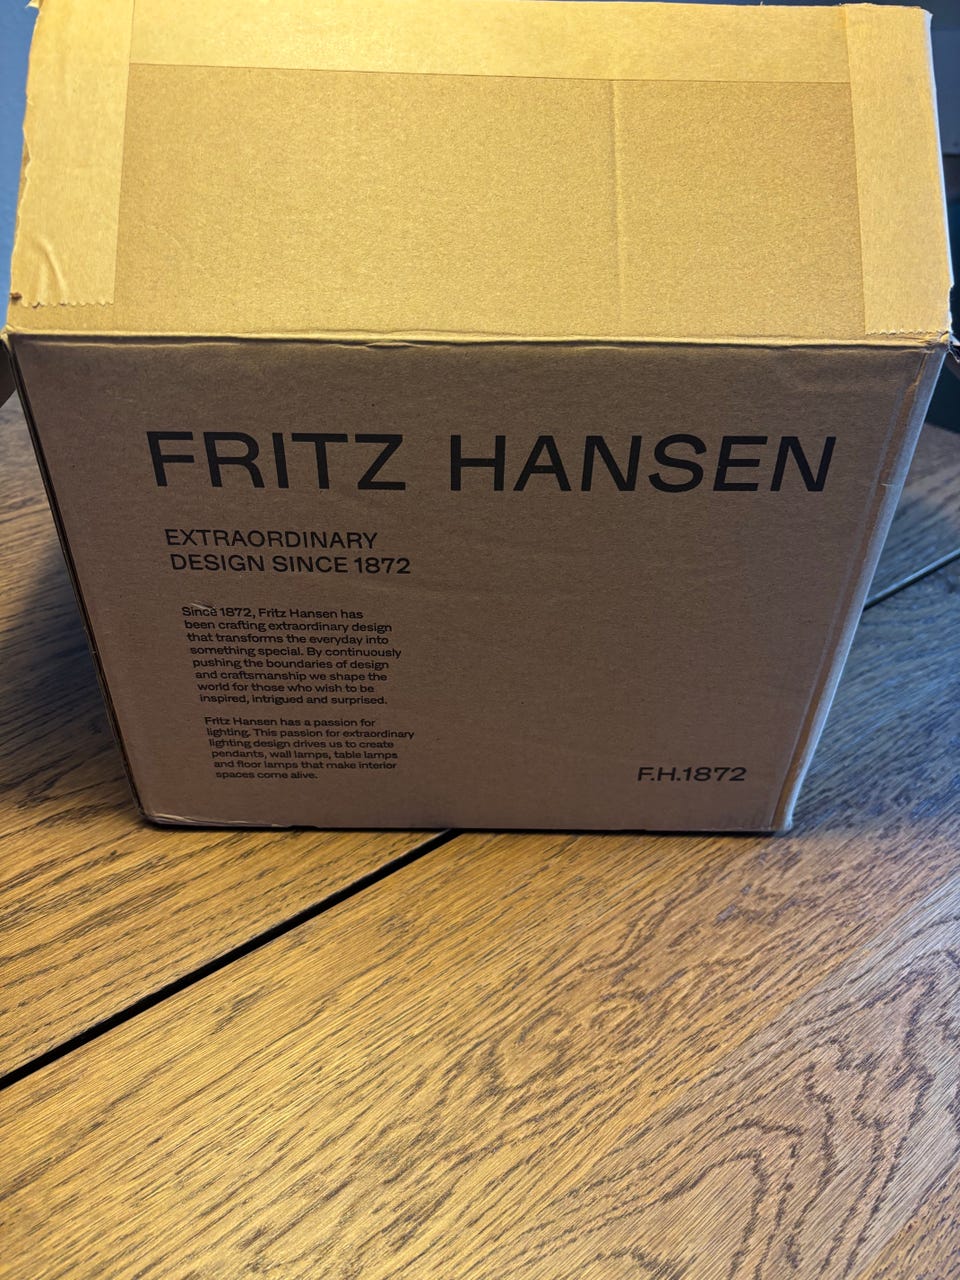 FRITZ HANSEN
EXTRAORDINARY
DESIGN SINCE 1872
Since 1872, Fritz Hansen has
been crafting extraordinary design
that transforms the everyday into
something special. By continuously
pushing the boundaries of design
and craftsmanship we shape the
world for those who wish to be
inspired, intrigued and surprised.
Fritz Hansen has a passion for
lighting. This passion for extraordinary
lighting design drives us to create
pendants, wall lamps, table lamps
and floor lamps that make interior
spaces come alive.
F.H.1872